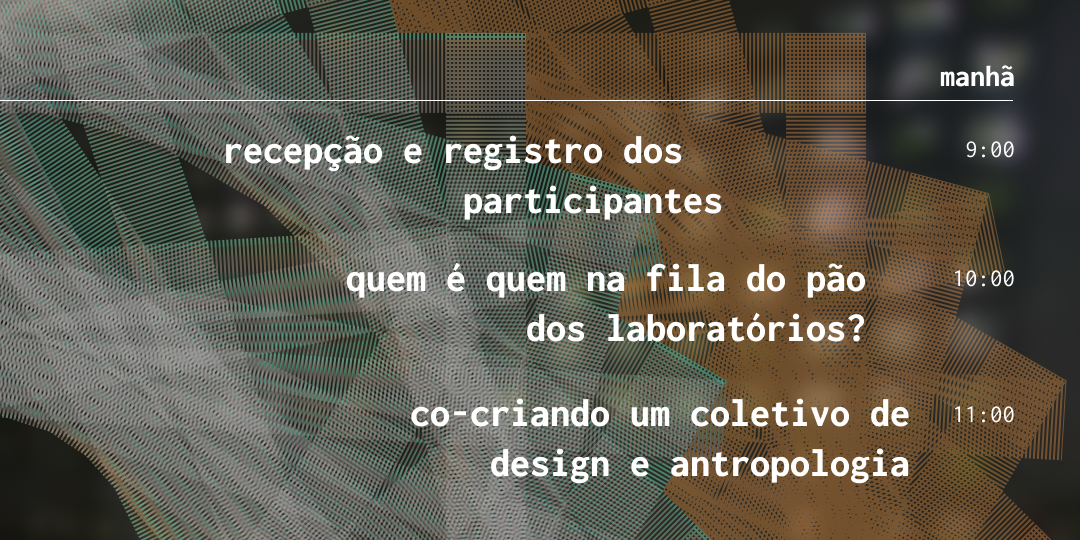 manhã
recepção e registro dos
participantes
9:00
quem é quem na fila do pão
dos laboratórios?
10:00
co-criando um coletivo de
design e antropologia
11:00